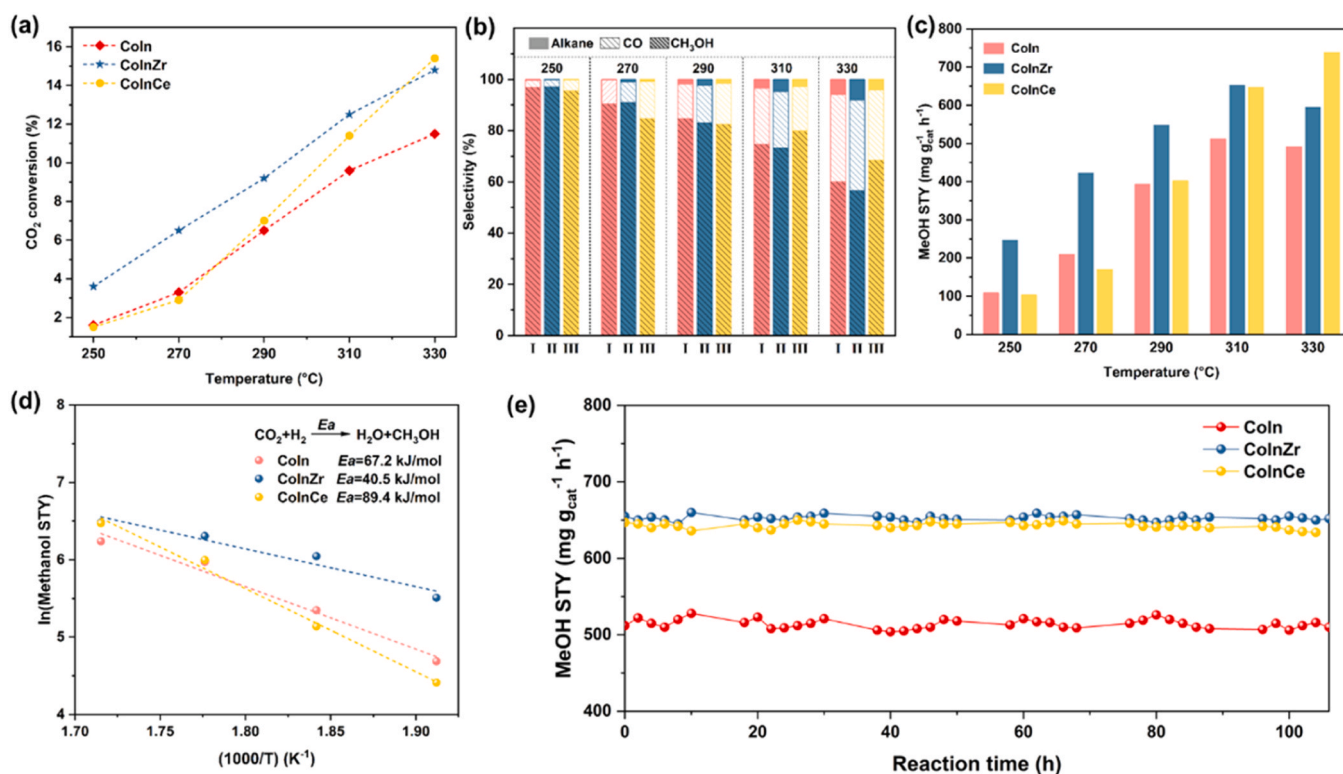 (a)
CoIn
CoInZr
CoInCe
16
14
12
10
8
6
4
2
CO₂ conversion (%)
250 270 290 310 330
Temperature (°C)
(b)
Alkane CO CH₃OH
250 270 290 310 330
100
80
60
40
20
0
Selectivity (%)
I II III I II III I II III I II III I II III
(c)
CoIn
CoInZr
CoInCe
800
700
600
500
400
300
200
100
0
MeOH STY (mg g⁻¹cat h⁻¹)
250 270 290 310 330
Temperature (°C)
(d)
CO₂+H₂ Ea H₂O+CH₃OH
CoIn Ea=67.2 kJ/mol
CoInZr Ea=40.5 kJ/mol
CoInCe Ea=89.4 kJ/mol
8
7
6
5
4
ln(Methanol STY)
1.70 1.75 1.80 1.85 1.90
(1000/T) (K⁻¹)
(e)
CoIn
CoInZr
CoInCe
800
700
600
500
400
MeOH STY (mg gcat⁻¹ h⁻¹)
0 20 40 60 80 100
Reaction time (h)